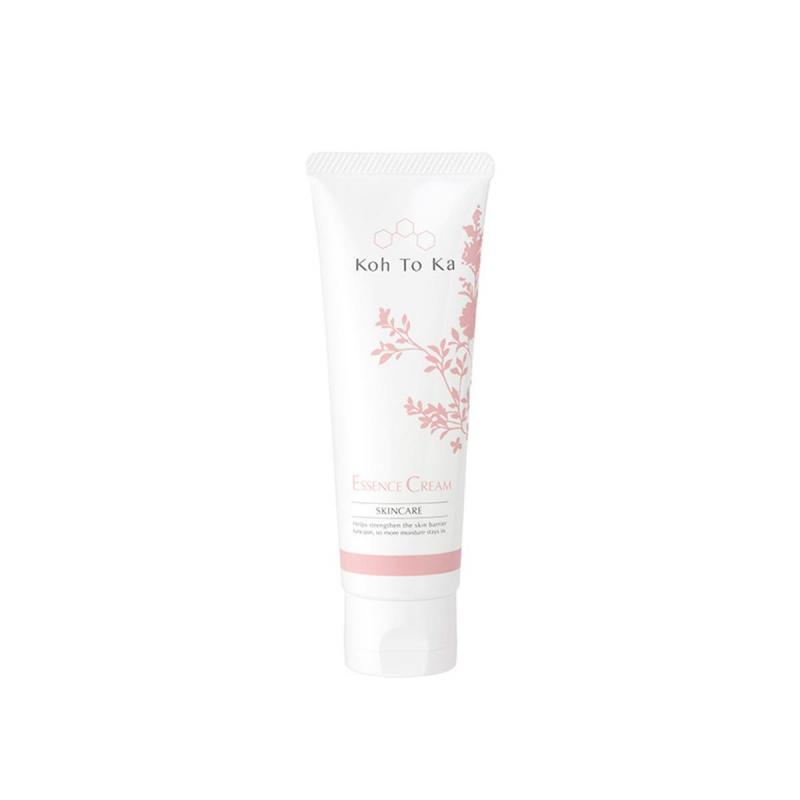 Koh To Ka
ESSENCE CREAM
SKINCARE
Helps strengthen the skin barrier
function, so more moisture stays in.